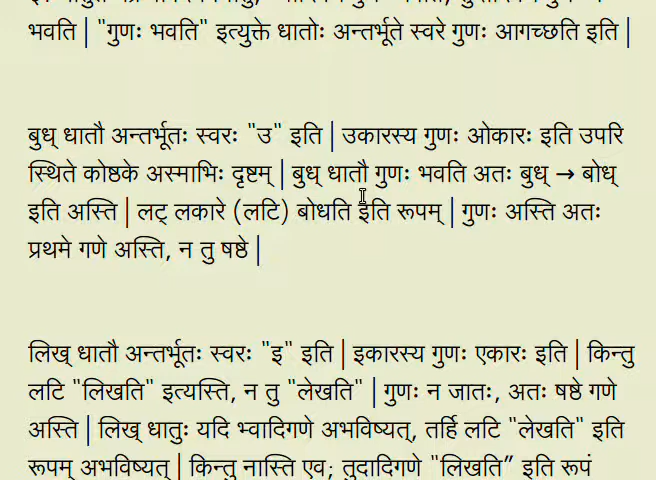 भवति | "गुणः भवति" इत्युक्ते धातोः अन्तर्भूते स्वरे गुणः आगच्छति इति |
बुध् धातौ अन्तर्भूतः स्वरः "उ" इति | उकारस्य गुणः ओकारः इति उपरि
स्थिते कोष्ठके अस्माभिः दृष्टम् | बुध् धातौ गुणः भवति अतः बुध् → बोध्
इति अस्ति | लट् लकारे (लटि) बोधति इति रूपम् | गुणः अस्ति अतः
प्रथमे गणे अस्ति, न तु षष्ठे |
लिख् धातौ अन्तर्भूतः स्वरः "इ" इति | इकारस्य गुणः एकारः इति | किन्तु
लटि "लिखति" इत्यस्ति, न तु "लेखति" | गुणः न जातः, अतः षष्ठे गणे
अस्ति | लिख् धातुः यदि भ्वादिगणे अभविष्यत्, तर्हि लटि "लेखति" इति
रूपम् अभविष्यत् | किन्तु नास्ति एव; तुदादिगणे "लिखति” इति रूपं